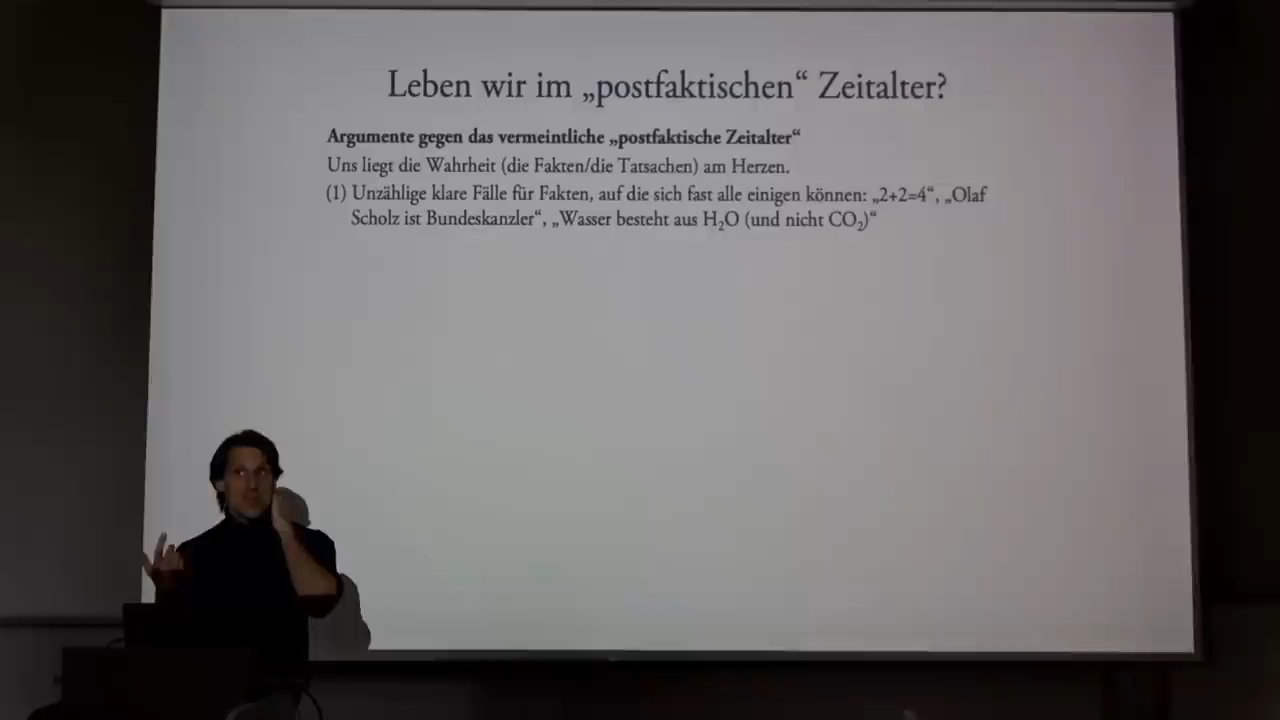 Leben wir im „postfaktischen“ Zeitalter?
Argumente gegen das vermeintliche „postfaktische Zeitalter“
Uns liegt die Wahrheit (die Fakten/die Tatsachen) am Herzen.
(1) Unzählige klare Fälle für Fakten, auf die sich fast alle einigen können: „2+2=4“, „Olaf
Scholz ist Bundeskanzler“, „Wasser besteht aus H₂O (und nicht CO₂)“